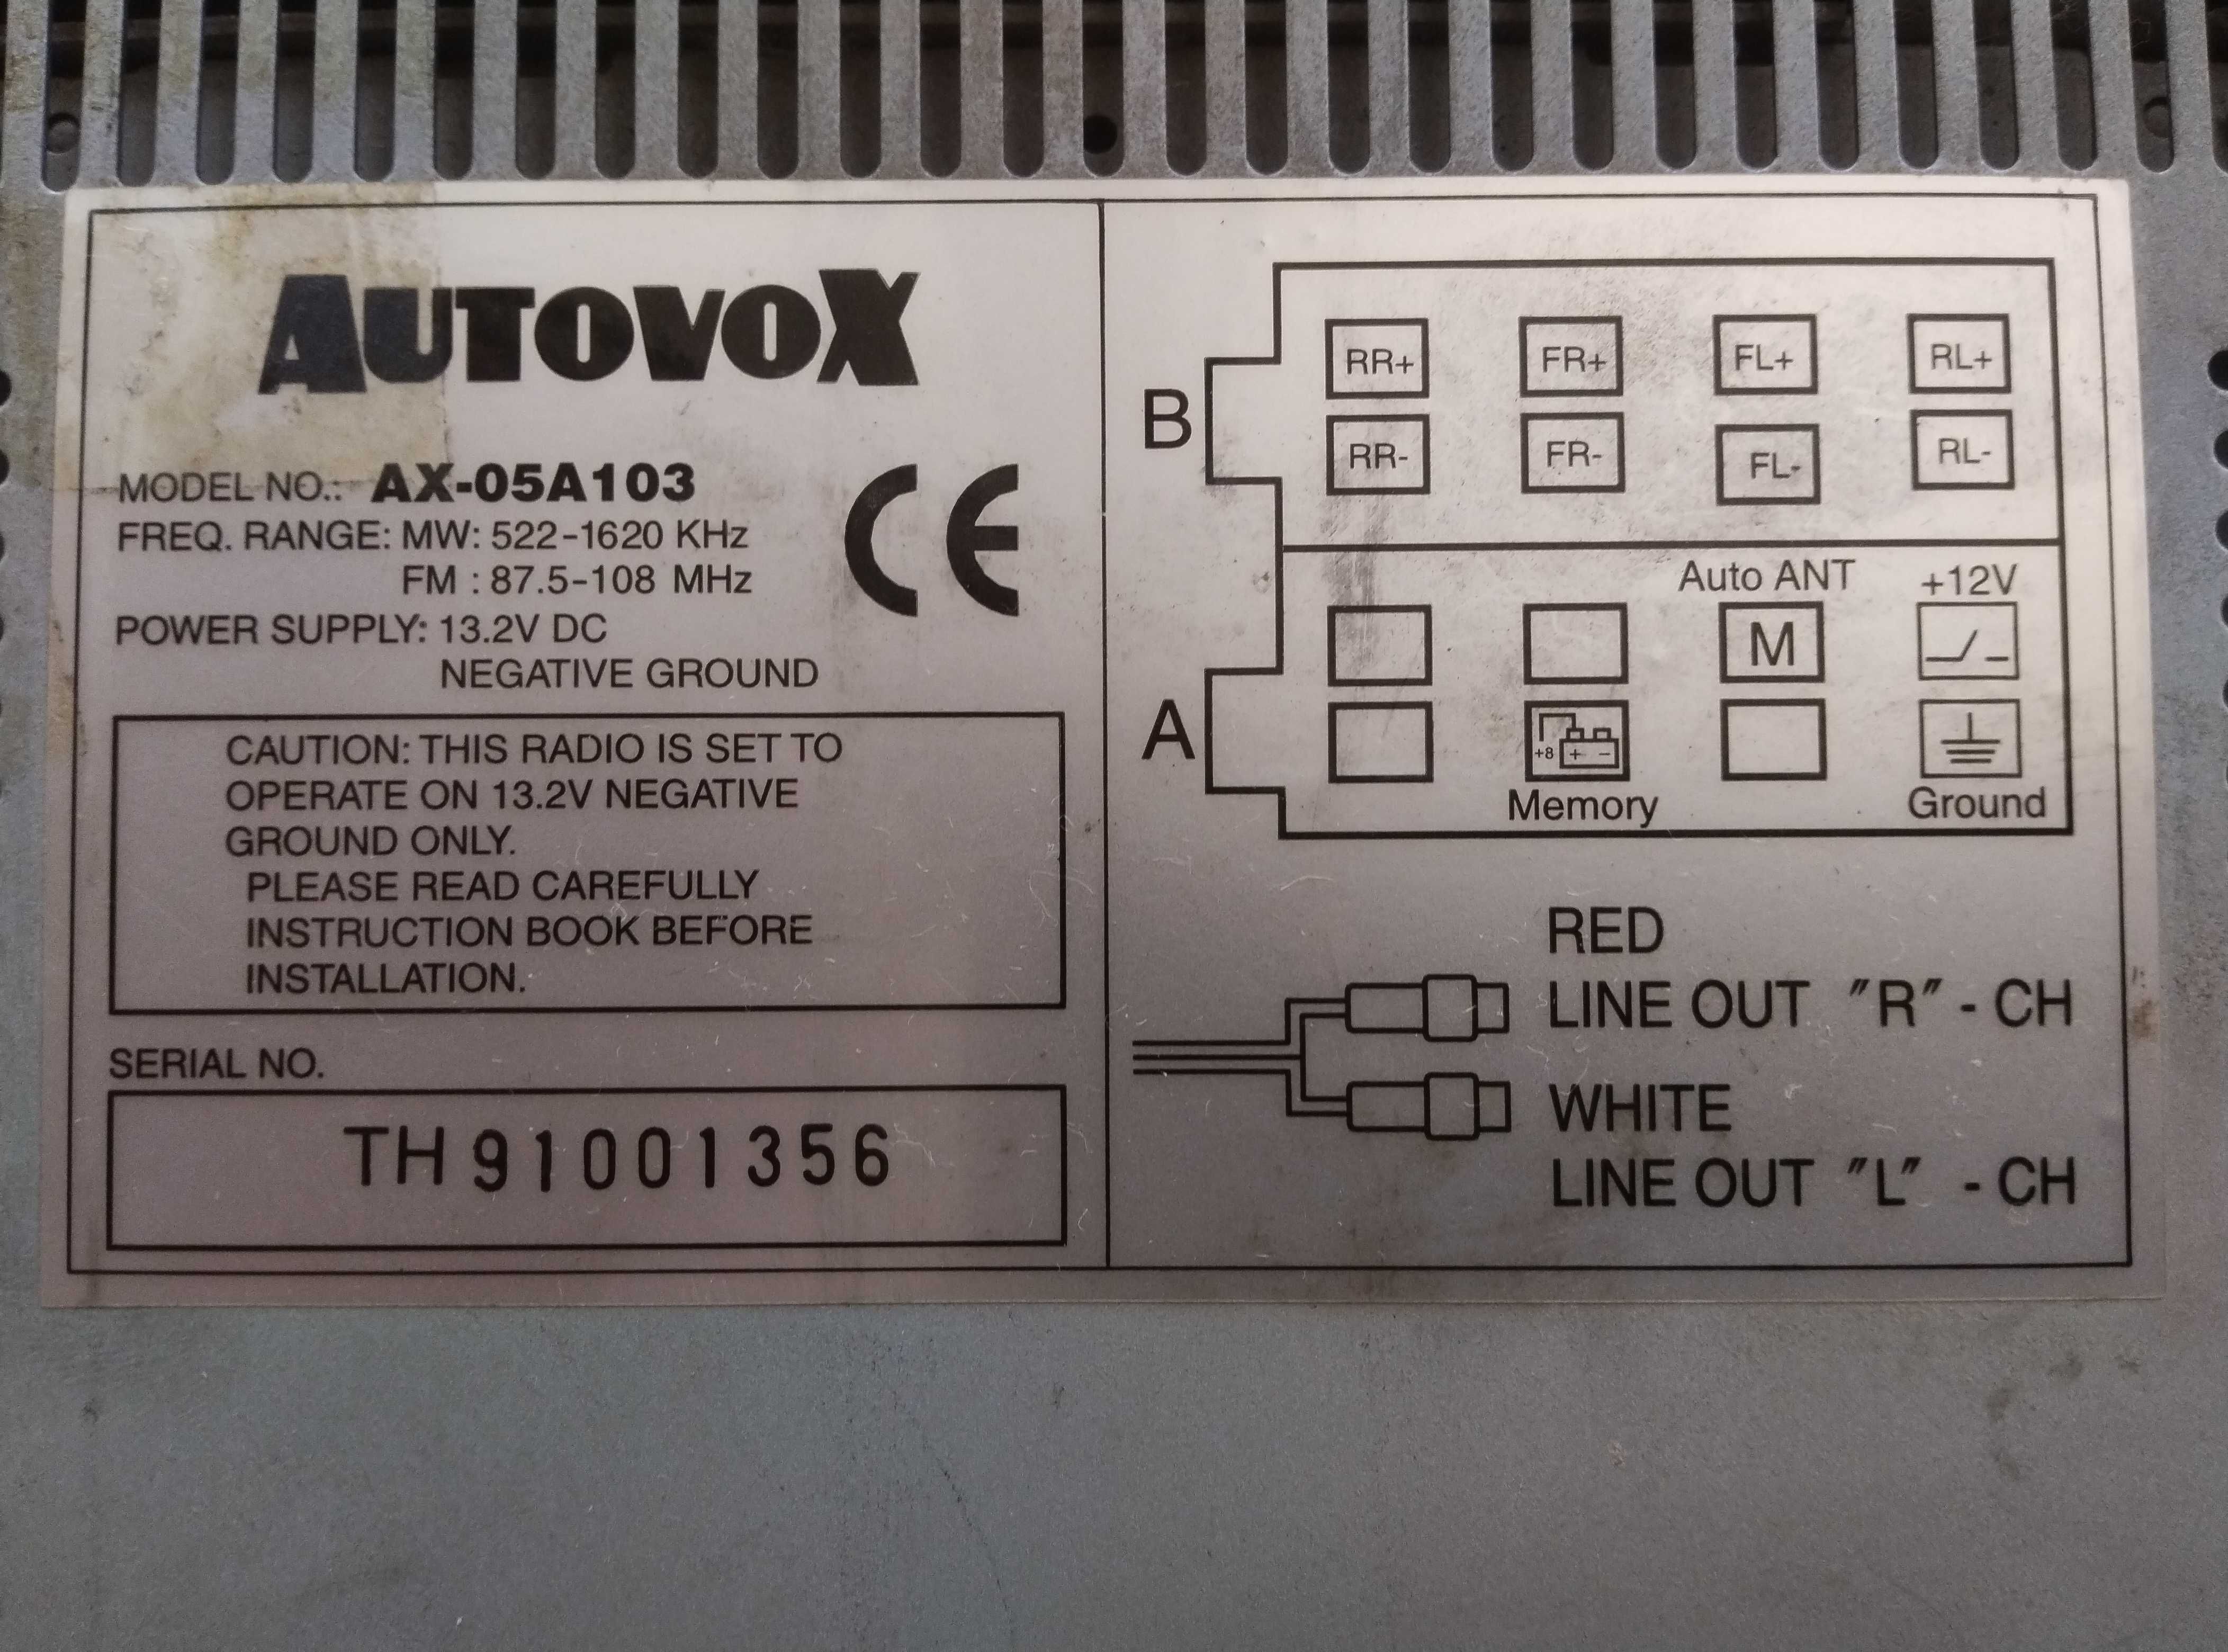 AUTOVOX
MODEL NO.: AX-05A103
FREQ. RANGE: MW: 522-1620 KHz
FM : 87.5-108 MHz
POWER SUPPLY: 13.2V DC
NEGATIVE GROUND
CE
CAUTION: THIS RADIO IS SET TO
OPERATE ON 13.2V NEGATIVE
GROUND ONLY.
PLEASE READ CAREFULLY
INSTRUCTION BOOK BEFORE
INSTALLATION.
SERIAL NO.
TH91001356
B
RR+ FR+ FL+ RL+
RR- FR- FL- RL-
Auto ANT +12V
M
A
+8 + -
Memory Ground
RED
LINE OUT "R" - CH
WHITE
LINE OUT "L" - CH